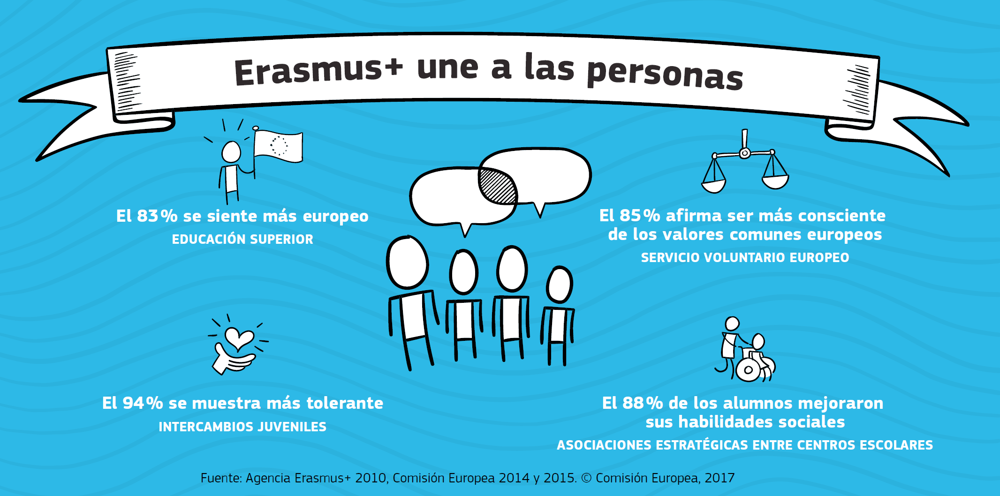 Erasmus+ une a las personas
El 83 % se siente más europeo
EDUCACIÓN SUPERIOR
El 85 % afirma ser más consciente
de los valores comunes europeos
SERVICIO VOLUNTARIO EUROPEO
El 94 % se muestra más tolerante
INTERCAMBIOS JUVENILES
El 88 % de los alumnos mejoraron
sus habilidades sociales
ASOCIACIONES ESTRATÉGICAS ENTRE CENTROS ESCOLARES
Fuente: Agencia Erasmus+ 2010, Comisión Europea 2014 y 2015. © Comisión Europea, 2017